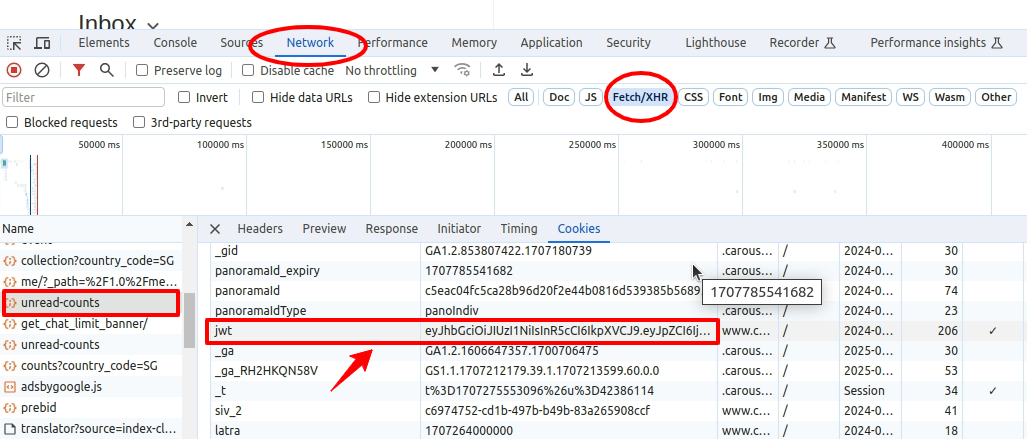 Inbox
Elements Console Sources Network Performance Memory Application Security Lighthouse Recorder Performance insights
Preserve log Disable cache No throttling
Filter Invert Hide data URLs Hide extension URLs All Doc JS Fetch/XHR CSS Font Img Media Manifest WS Wasm Other
Blocked requests 3rd-party requests
50000 ms 100000 ms 150000 ms 200000 ms 250000 ms 300000 ms 350000 ms 400000 ms
Name Headers Preview Response Initiator Timing Cookies
_gid GA1.2.853807422.1707180739 .carous... / 2024-0... 30
collection?country_code=SG
panoramaId_expiry 1707785541682 .carous... / 2024-0... 30
me/?_path=%2F1.0%2Fme...
panoramaId c5eac04fc5ca28b96d20f2e44b0816d539385b5689 / 2024-0... 74
1707785541682
unread-counts
panoramaIdType panoIndiv / 2024-0... 23
get_chat_limit_banner/
jwt eyJhbGciOiJIUzI1NiIsInR5cCI6IkpXVCJ9.eyJpZCI6Ij... www.c... / 2024-0... 206 ✓
unread-counts
_ga GA1.2.1606647357.1700706475 .carous... / 2025-0... 30
counts?country_code=SG
_ga_RH2HKQN58V GS1.1.1707212179.39.1.1707213599.60.0.0 .carous... / 2025-0... 53
adsbygoogle.js
_t t%3D1707275553096%26u%3D42386114 .carous... / Session 34 ✓
prebid
siv_2 c6974752-cd1b-497b-b49b-83a265908ccf www.c... / 2024-0... 41
translator?source=index-cl...
latra 1707264000000 www.c... / 2024-0... 18